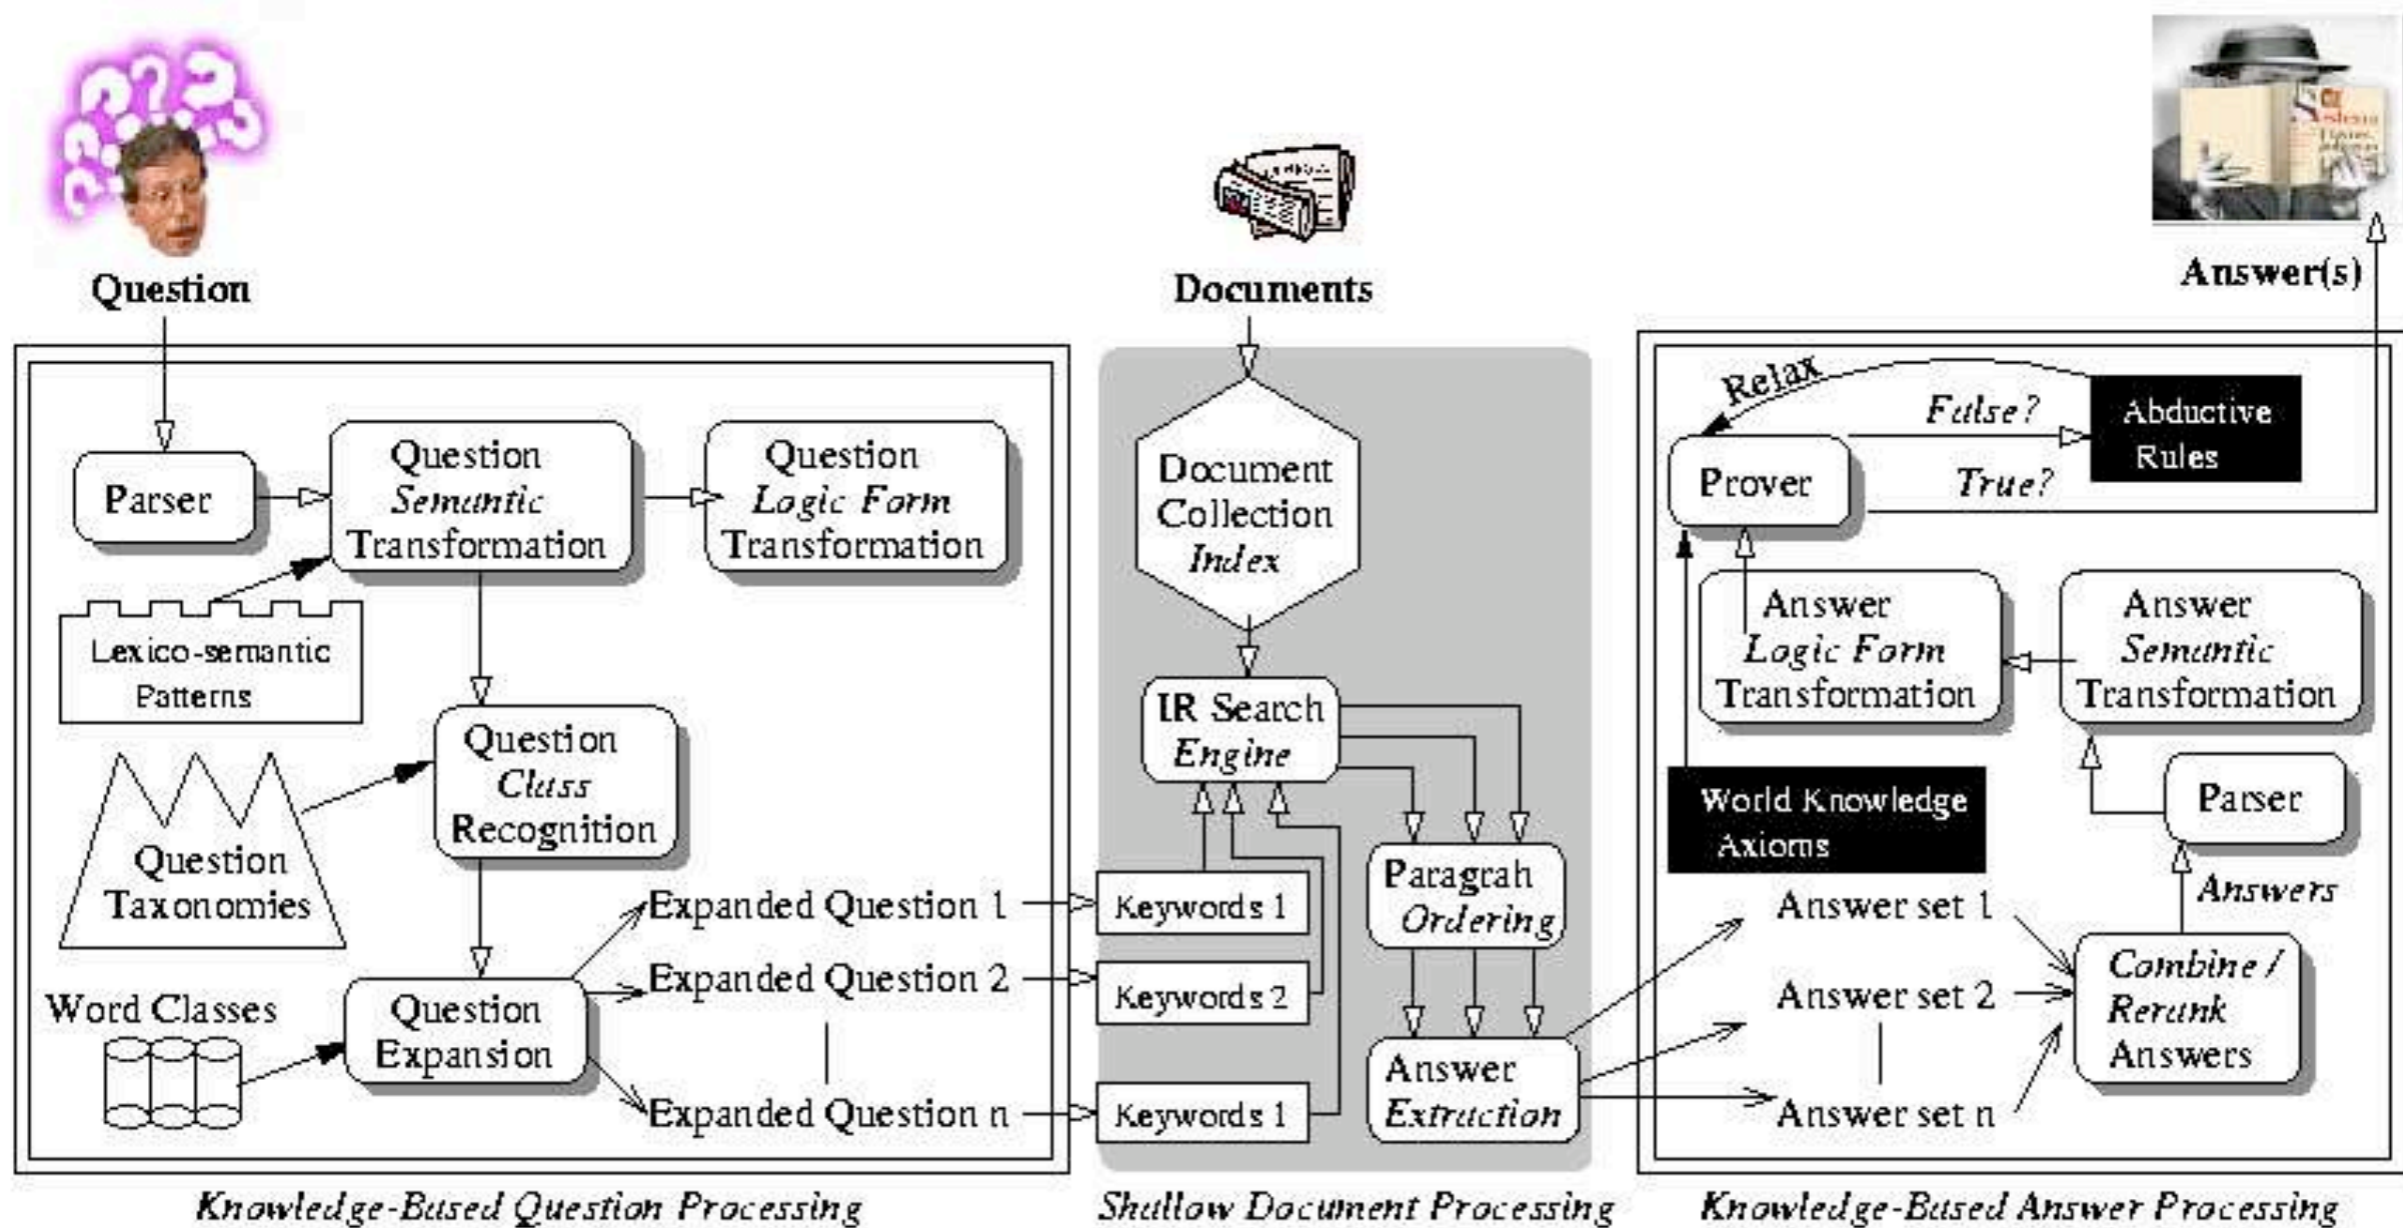 Question
Documents
Answer(s)
Parser
Question
Semantic
Transformation
Question
Logic Form
Transformation
Lexico-semantic
Patterns
Question
Class
Recognition
Question
Taxonomies
Word Classes
Question
Expansion
Expanded Question 1
Expanded Question 2
Expanded Question n
Knowledge-Based Question Processing
Document
Collection
Index
IR Search
Engine
Keywords 1
Keywords 2
Keywords 1
Paragrah
Ordering
Answer
Extraction
Shallow Document Processing
Relax
False?
Abductive
Rules
Prover
True?
Answer
Logic Form
Transformation
Answer
Semantic
Transformation
World Knowledge
Axioms
Parser
Answers
Answer set 1
Answer set 2
Answer set n
Combine /
Rerank
Answers
Knowledge-Based Answer Processing